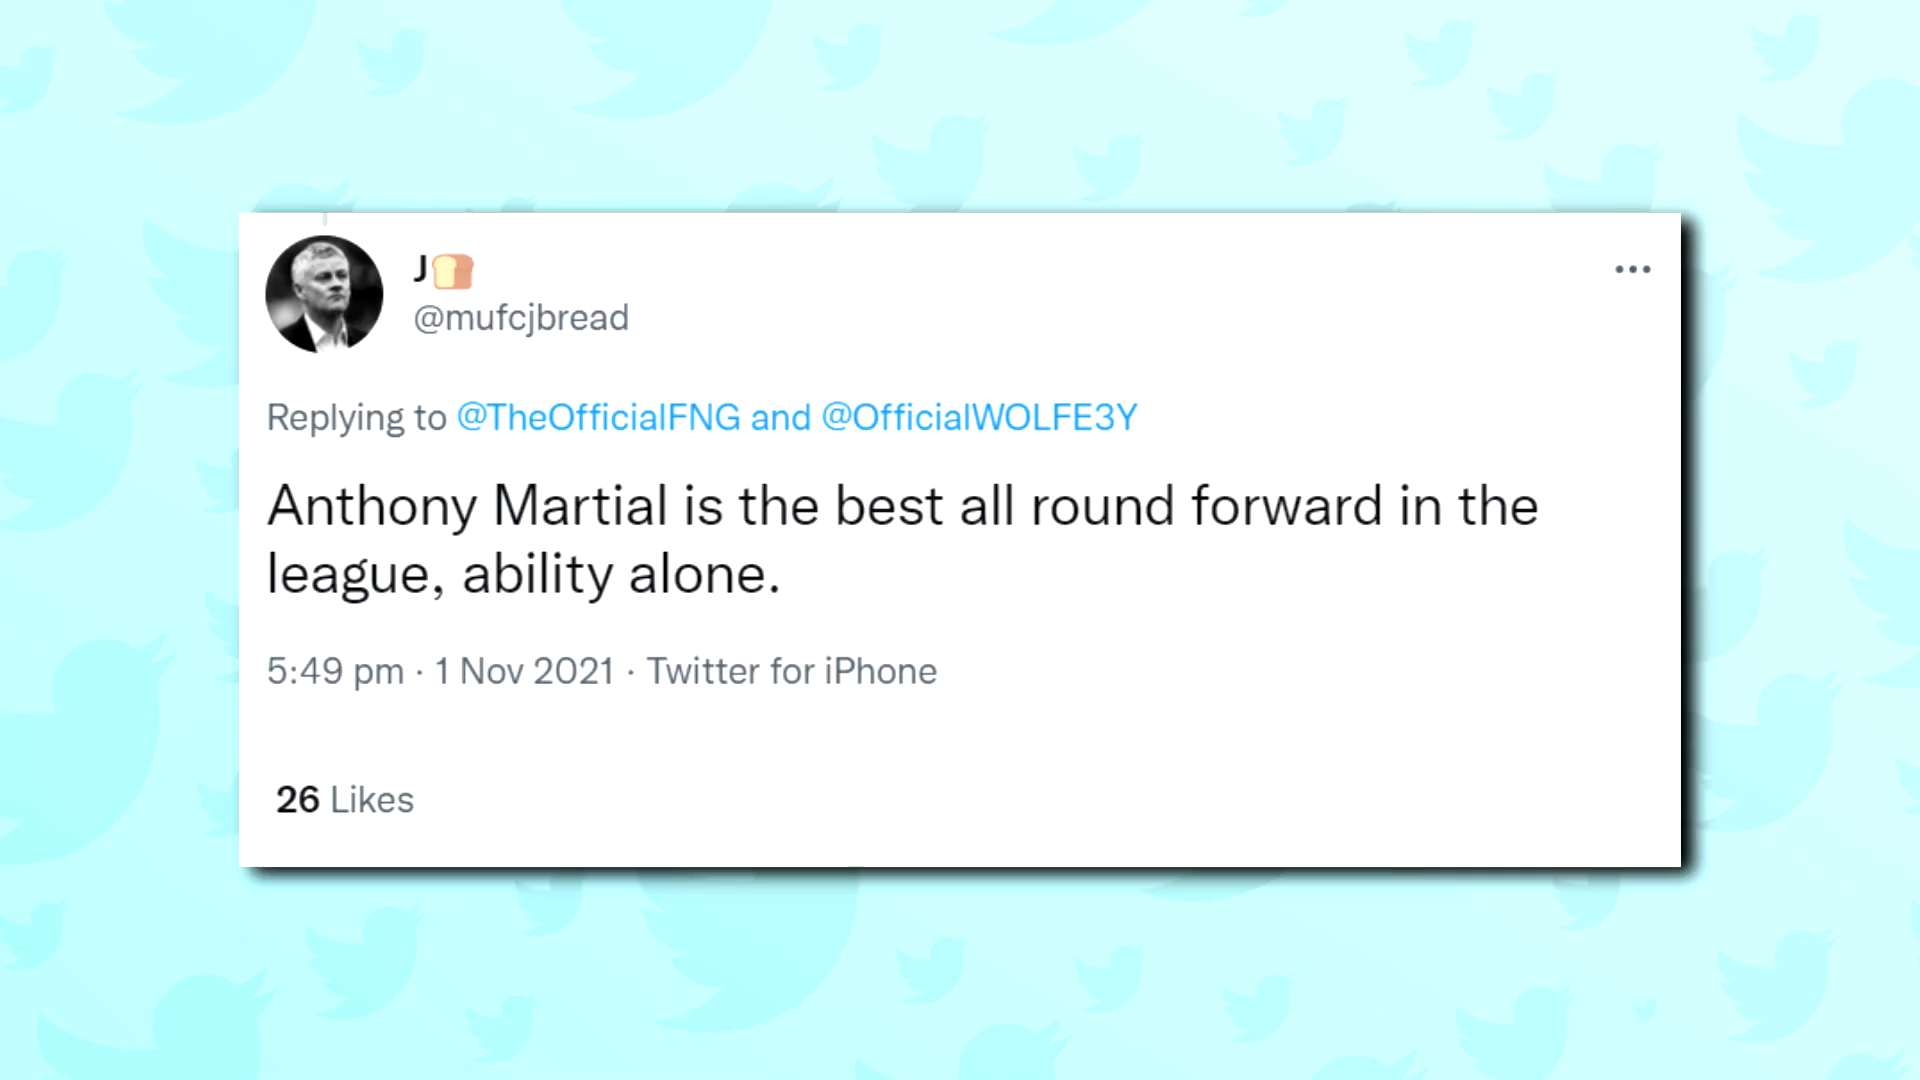 J🍞
@mufcjbread
Replying to @TheOfficialFNG and @OfficialWOLFE3Y
Anthony Martial is the best all round forward in the
league, ability alone.
5:49 pm · 1 Nov 2021 · Twitter for iPhone
26 Likes